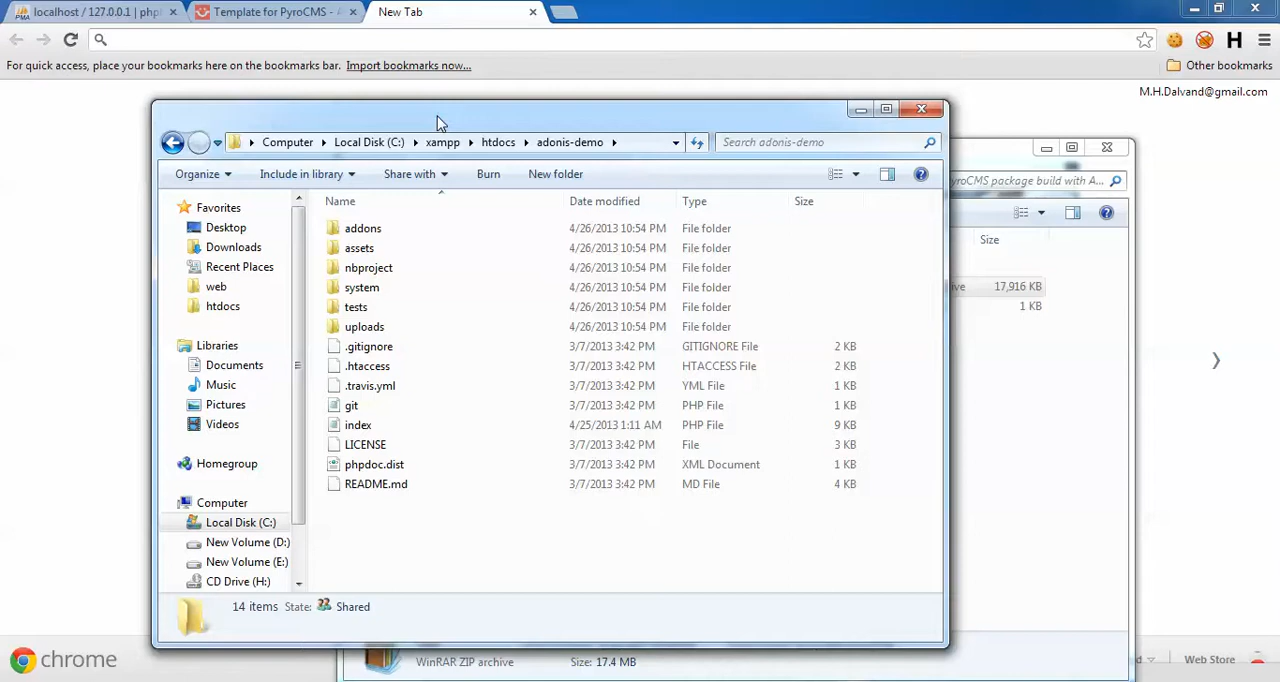 localhost / 127.0.0.1 | phpl
Template for PyroCMS - A
New Tab
For quick access, place your bookmarks here on the bookmarks bar. Import bookmarks now...
Other bookmarks
M.H.Dalvand@gmail.com
Computer Local Disk (C:) xampp htdocs adonis-demo
Search adonis-demo
yroCMS package build with A...
Organize Include in library Share with Burn New folder
Name Date modified Type Size
Size
addons 4/26/2013 10:54 PM File folder
assets 4/26/2013 10:54 PM File folder
nbproject 4/26/2013 10:54 PM File folder
system 4/26/2013 10:54 PM File folder
ive 17,916 KB
tests 4/26/2013 10:54 PM File folder
1 KB
uploads 4/26/2013 10:54 PM File folder
.gitignore 3/7/2013 3:42 PM GITIGNORE File 2 KB
.htaccess 3/7/2013 3:42 PM HTACCESS File 2 KB
.travis.yml 3/7/2013 3:42 PM YML File 1 KB
git 3/7/2013 3:42 PM PHP File 1 KB
index 4/25/2013 1:11 AM PHP File 9 KB
LICENSE 3/7/2013 3:42 PM File 3 KB
phpdoc.dist 3/7/2013 3:42 PM XML Document 1 KB
README.md 3/7/2013 3:42 PM MD File 4 KB
Favorites
Desktop
Downloads
Recent Places
web
htdocs
Libraries
Documents
Music
Pictures
Videos
Homegroup
Computer
Local Disk (C:)
New Volume (D:)
New Volume (E:)
CD Drive (H:)
14 items State: Shared
WinRAR ZIP archive Size: 17.4 MB
chrome
d
Web Store